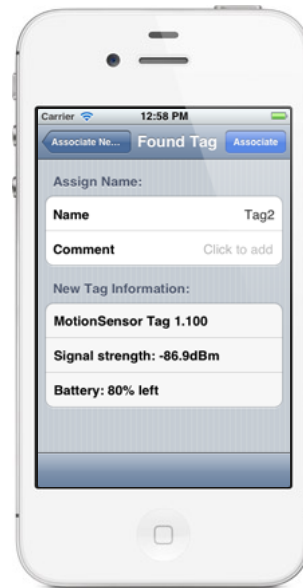 Carrier 12:58 PM
Associate Ne... Found Tag Associate
Assign Name:
Name Tag2
Comment Click to add
New Tag Information:
MotionSensor Tag 1.100
Signal strength: -86.9dBm
Battery: 80% left